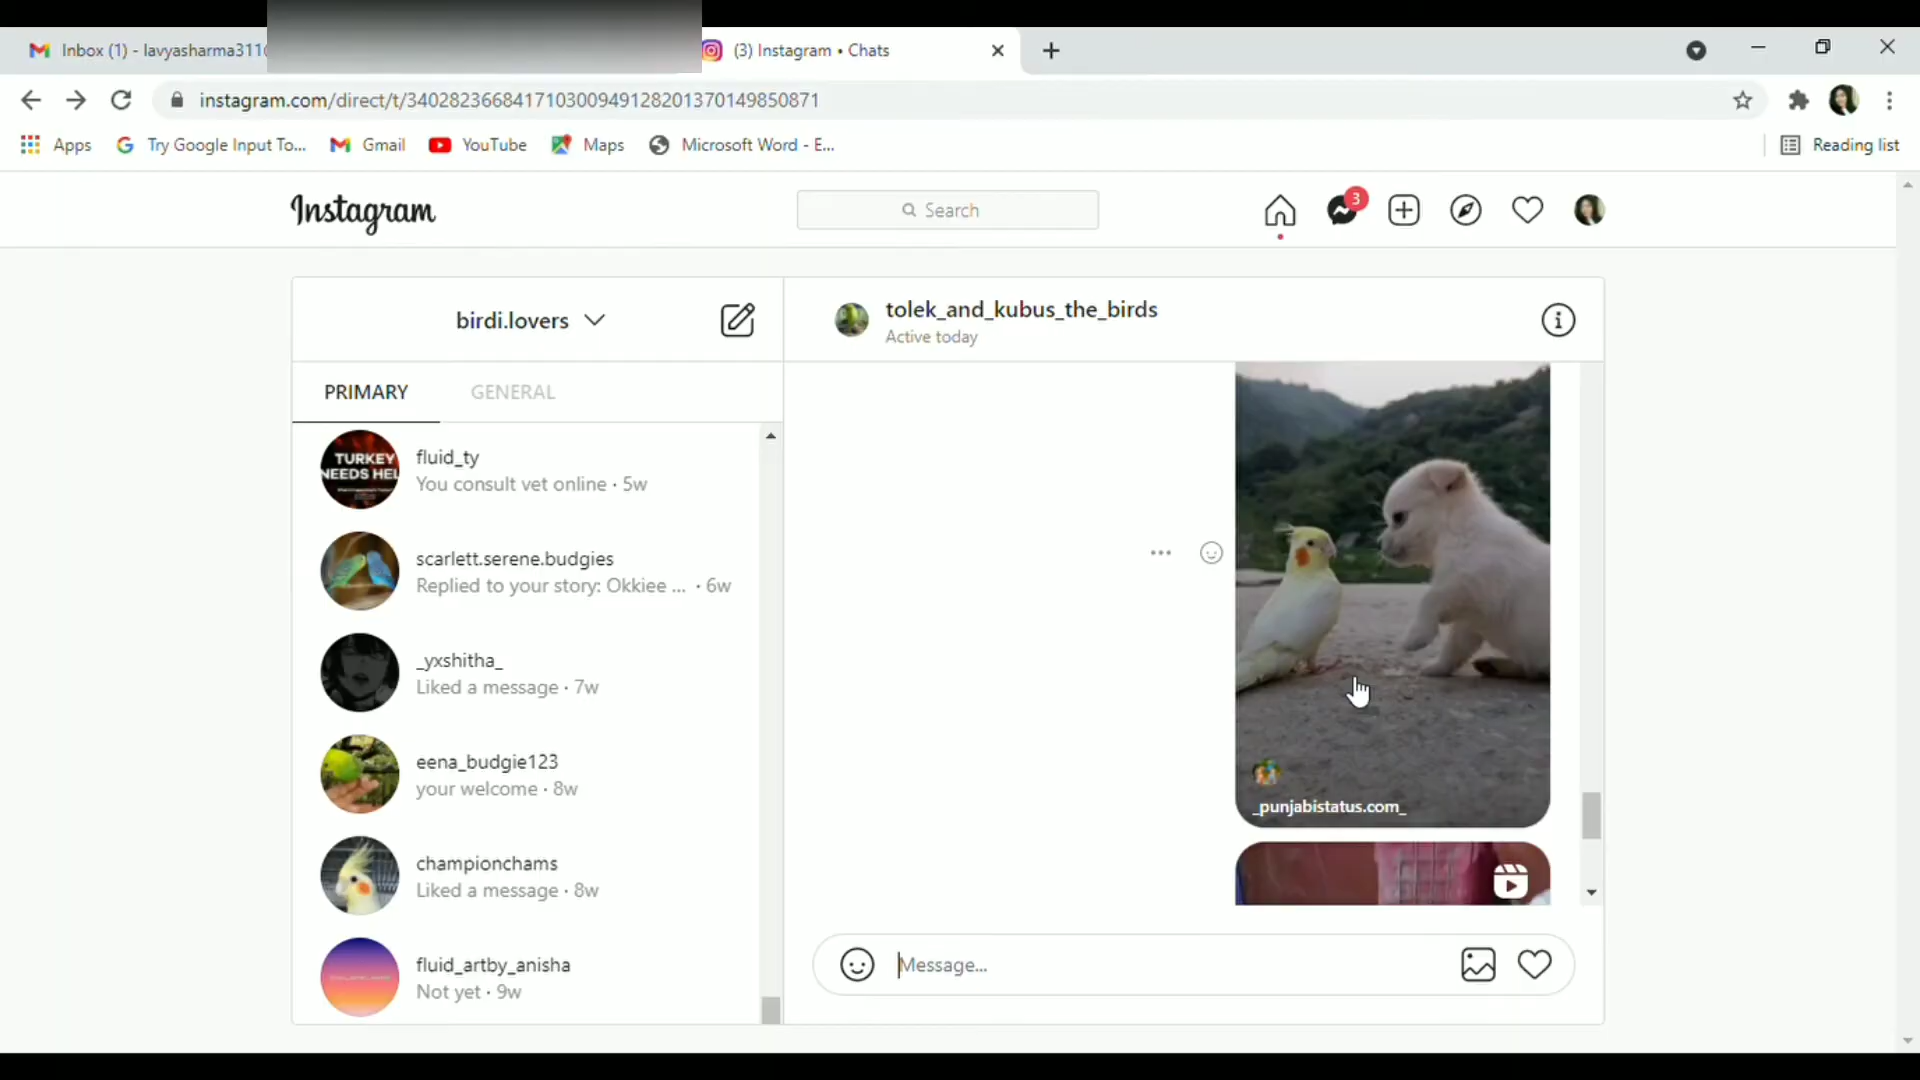 Inbox (1) - lavyasharma311
(3) Instagram • Chats
instagram.com/direct/t/340282366841710300949128201370149850871
Apps
Try Google Input To...
Gmail
YouTube
Maps
Microsoft Word - E...
Reading list
Instagram
Search
3
birdi.lovers
tolek_and_kubus_the_birds
Active today
PRIMARY
GENERAL
TURKEY
NEEDS HEL
fluid_ty
You consult vet online · 5w
scarlett.serene.budgies
Replied to your story: Okkiee ... · 6w
_yxshitha_
Liked a message · 7w
eena_budgie123
your welcome · 8w
championchams
Liked a message · 8w
fluid_artby_anisha
Not yet · 9w
_punjabistatus.com_
Message...